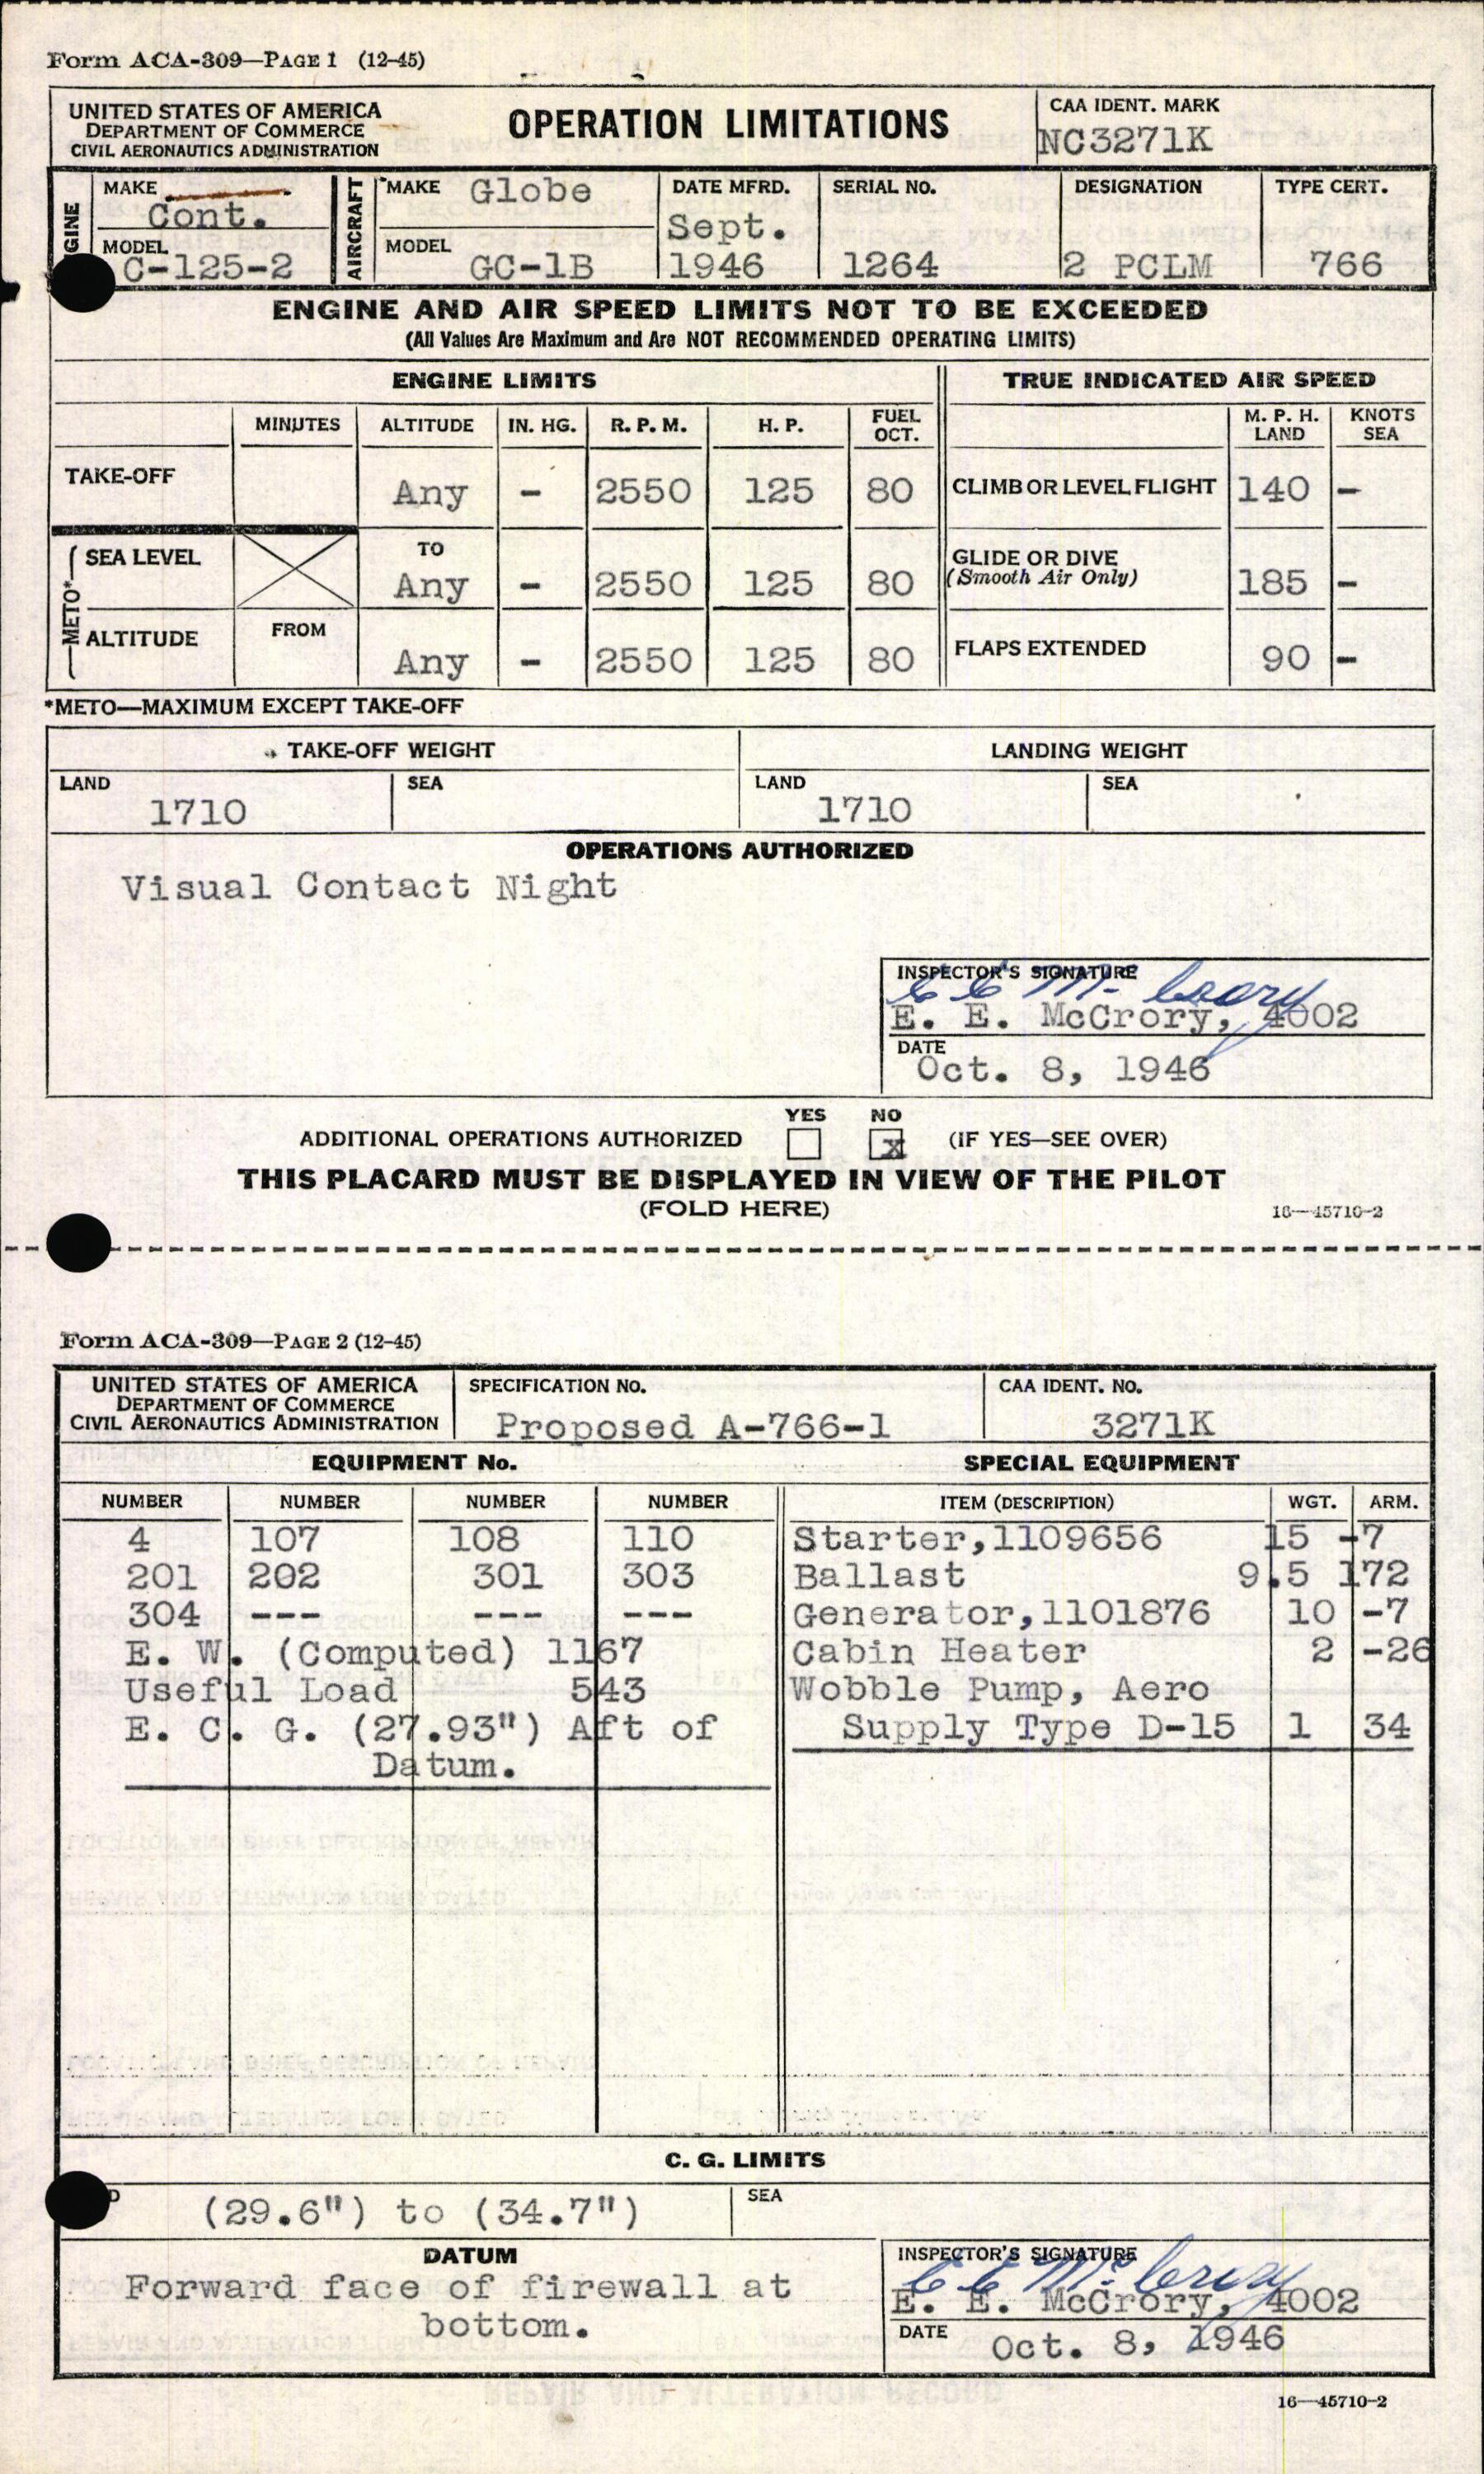 Form ACA-309—PAGE 1 (12-45)
UNITED STATES OF AMERICA
DEPARTMENT OF COMMERCE
CIVIL AERONAUTICS ADMINISTRATION
OPERATION LIMITATIONS
CAA IDENT. MARK
NC3271K
MAKE
Cont.
MODEL
C-125-2
AIRCRAFT
MAKE Globe
MODEL
GC-1B
DATE MFRD.
Sept.
1946
SERIAL NO.
1264
DESIGNATION
2 PCLM
TYPE CERT.
766
ENGINE AND AIR SPEED LIMITS NOT TO BE EXCEEDED
(All Values Are Maximum and Are NOT RECOMMENDED OPERATING LIMITS)
ENGINE LIMITS
TRUE INDICATED AIR SPEED
MINUTES ALTITUDE IN. HG. R. P. M. H. P. FUEL OCT. M. P. H. LAND KNOTS SEA
TAKE-OFF Any - 2550 125 80 CLIMB OR LEVEL FLIGHT 140 -
METO*
SEA LEVEL TO Any - 2550 125 80 GLIDE OR DIVE (Smooth Air Only) 185 -
ALTITUDE FROM Any - 2550 125 80 FLAPS EXTENDED 90 -
*METO—MAXIMUM EXCEPT TAKE-OFF
TAKE-OFF WEIGHT LANDING WEIGHT
LAND SEA LAND SEA
1710 1710
OPERATIONS AUTHORIZED
Visual Contact Night
INSPECTOR'S SIGNATURE
E E McCrory
E. E. McCrory, 4002
DATE
Oct. 8, 1946
YES NO
ADDITIONAL OPERATIONS AUTHORIZED x (IF YES—SEE OVER)
THIS PLACARD MUST BE DISPLAYED IN VIEW OF THE PILOT
(FOLD HERE) 16—45710-2
Form ACA-309—PAGE 2 (12-45)
UNITED STATES OF AMERICA
DEPARTMENT OF COMMERCE
CIVIL AERONAUTICS ADMINISTRATION
SPECIFICATION NO.
Proposed A-766-1
CAA IDENT. NO.
3271K
EQUIPMENT No. SPECIAL EQUIPMENT
NUMBER NUMBER NUMBER NUMBER ITEM (DESCRIPTION) WGT. ARM.
4 107 108 110 Starter,1109656 15 -7
201 202 301 303 Ballast 9.5 172
304 --- --- --- Generator,1101876 10 -7
E. W. (Computed) 1167 Cabin Heater 2 -26
Useful Load 543 Wobble Pump, Aero
E. C. G. (27.93") Aft of Supply Type D-15 1 34
Datum.
C. G. LIMITS
(29.6") to (34.7") SEA
DATUM
Forward face of firewall at
bottom.
INSPECTOR'S SIGNATURE
E E McCrory
E. E. McCrory, 4002
DATE
Oct. 8, 1946
16—45710-2